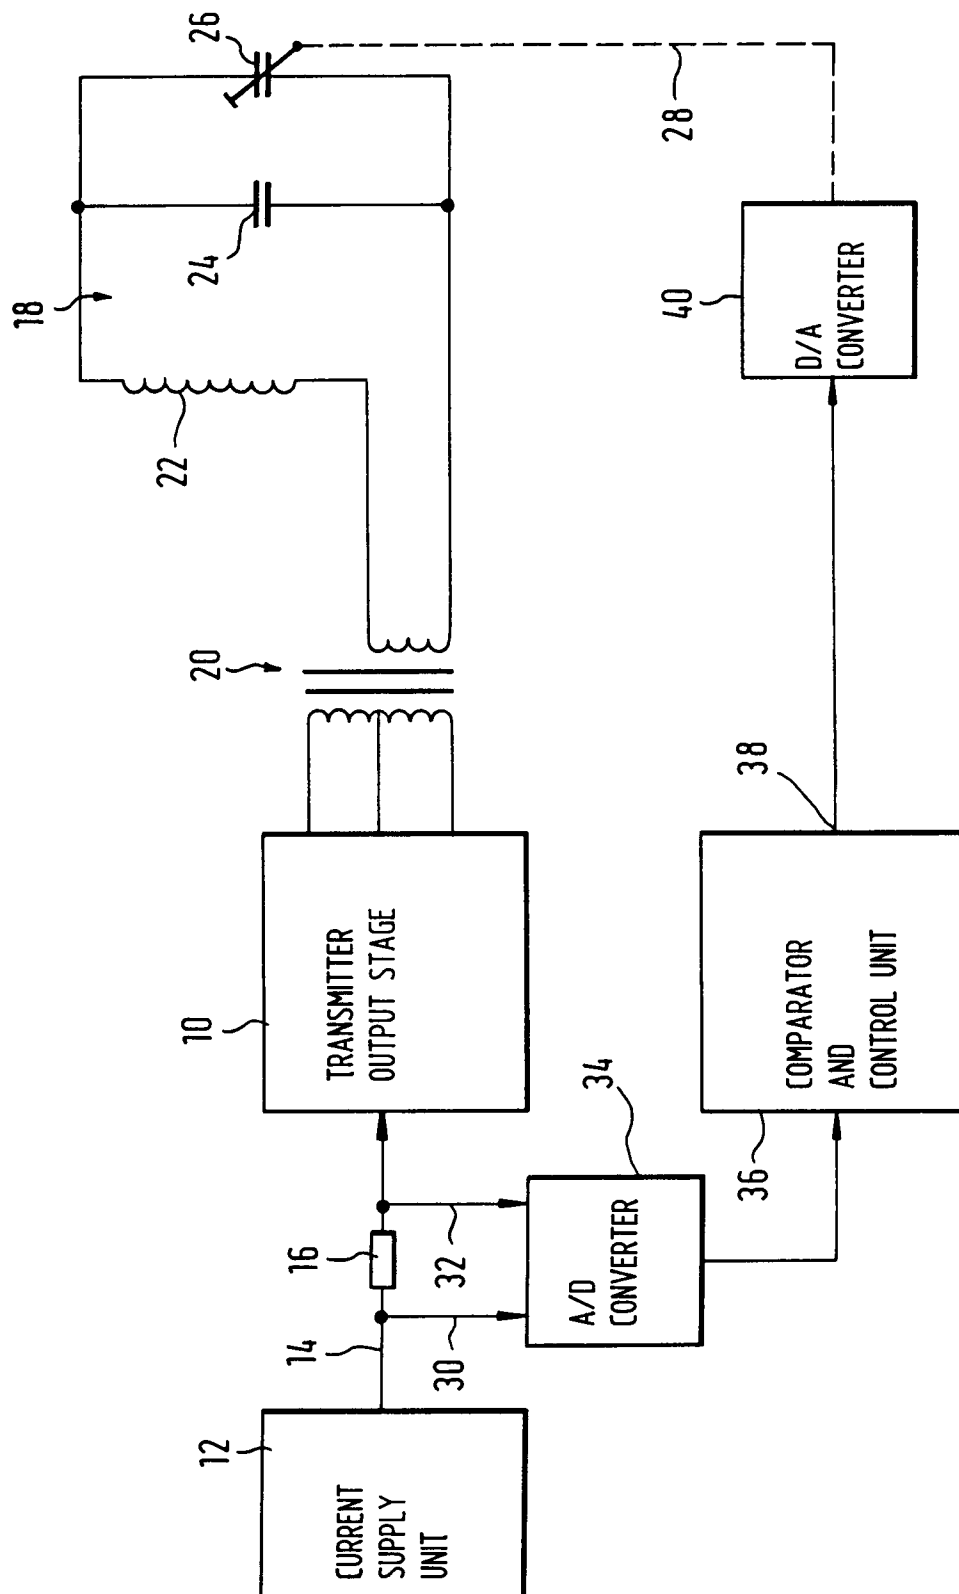 12
CURRENT
SUPPLY
UNIT
14
16
30
32
10
TRANSMITTER
OUTPUT STAGE
20
22
18
24
26
28
34
A/D
CONVERTER
36
COMPARATOR
AND
CONTROL UNIT
38
40
D/A
CONVERTER